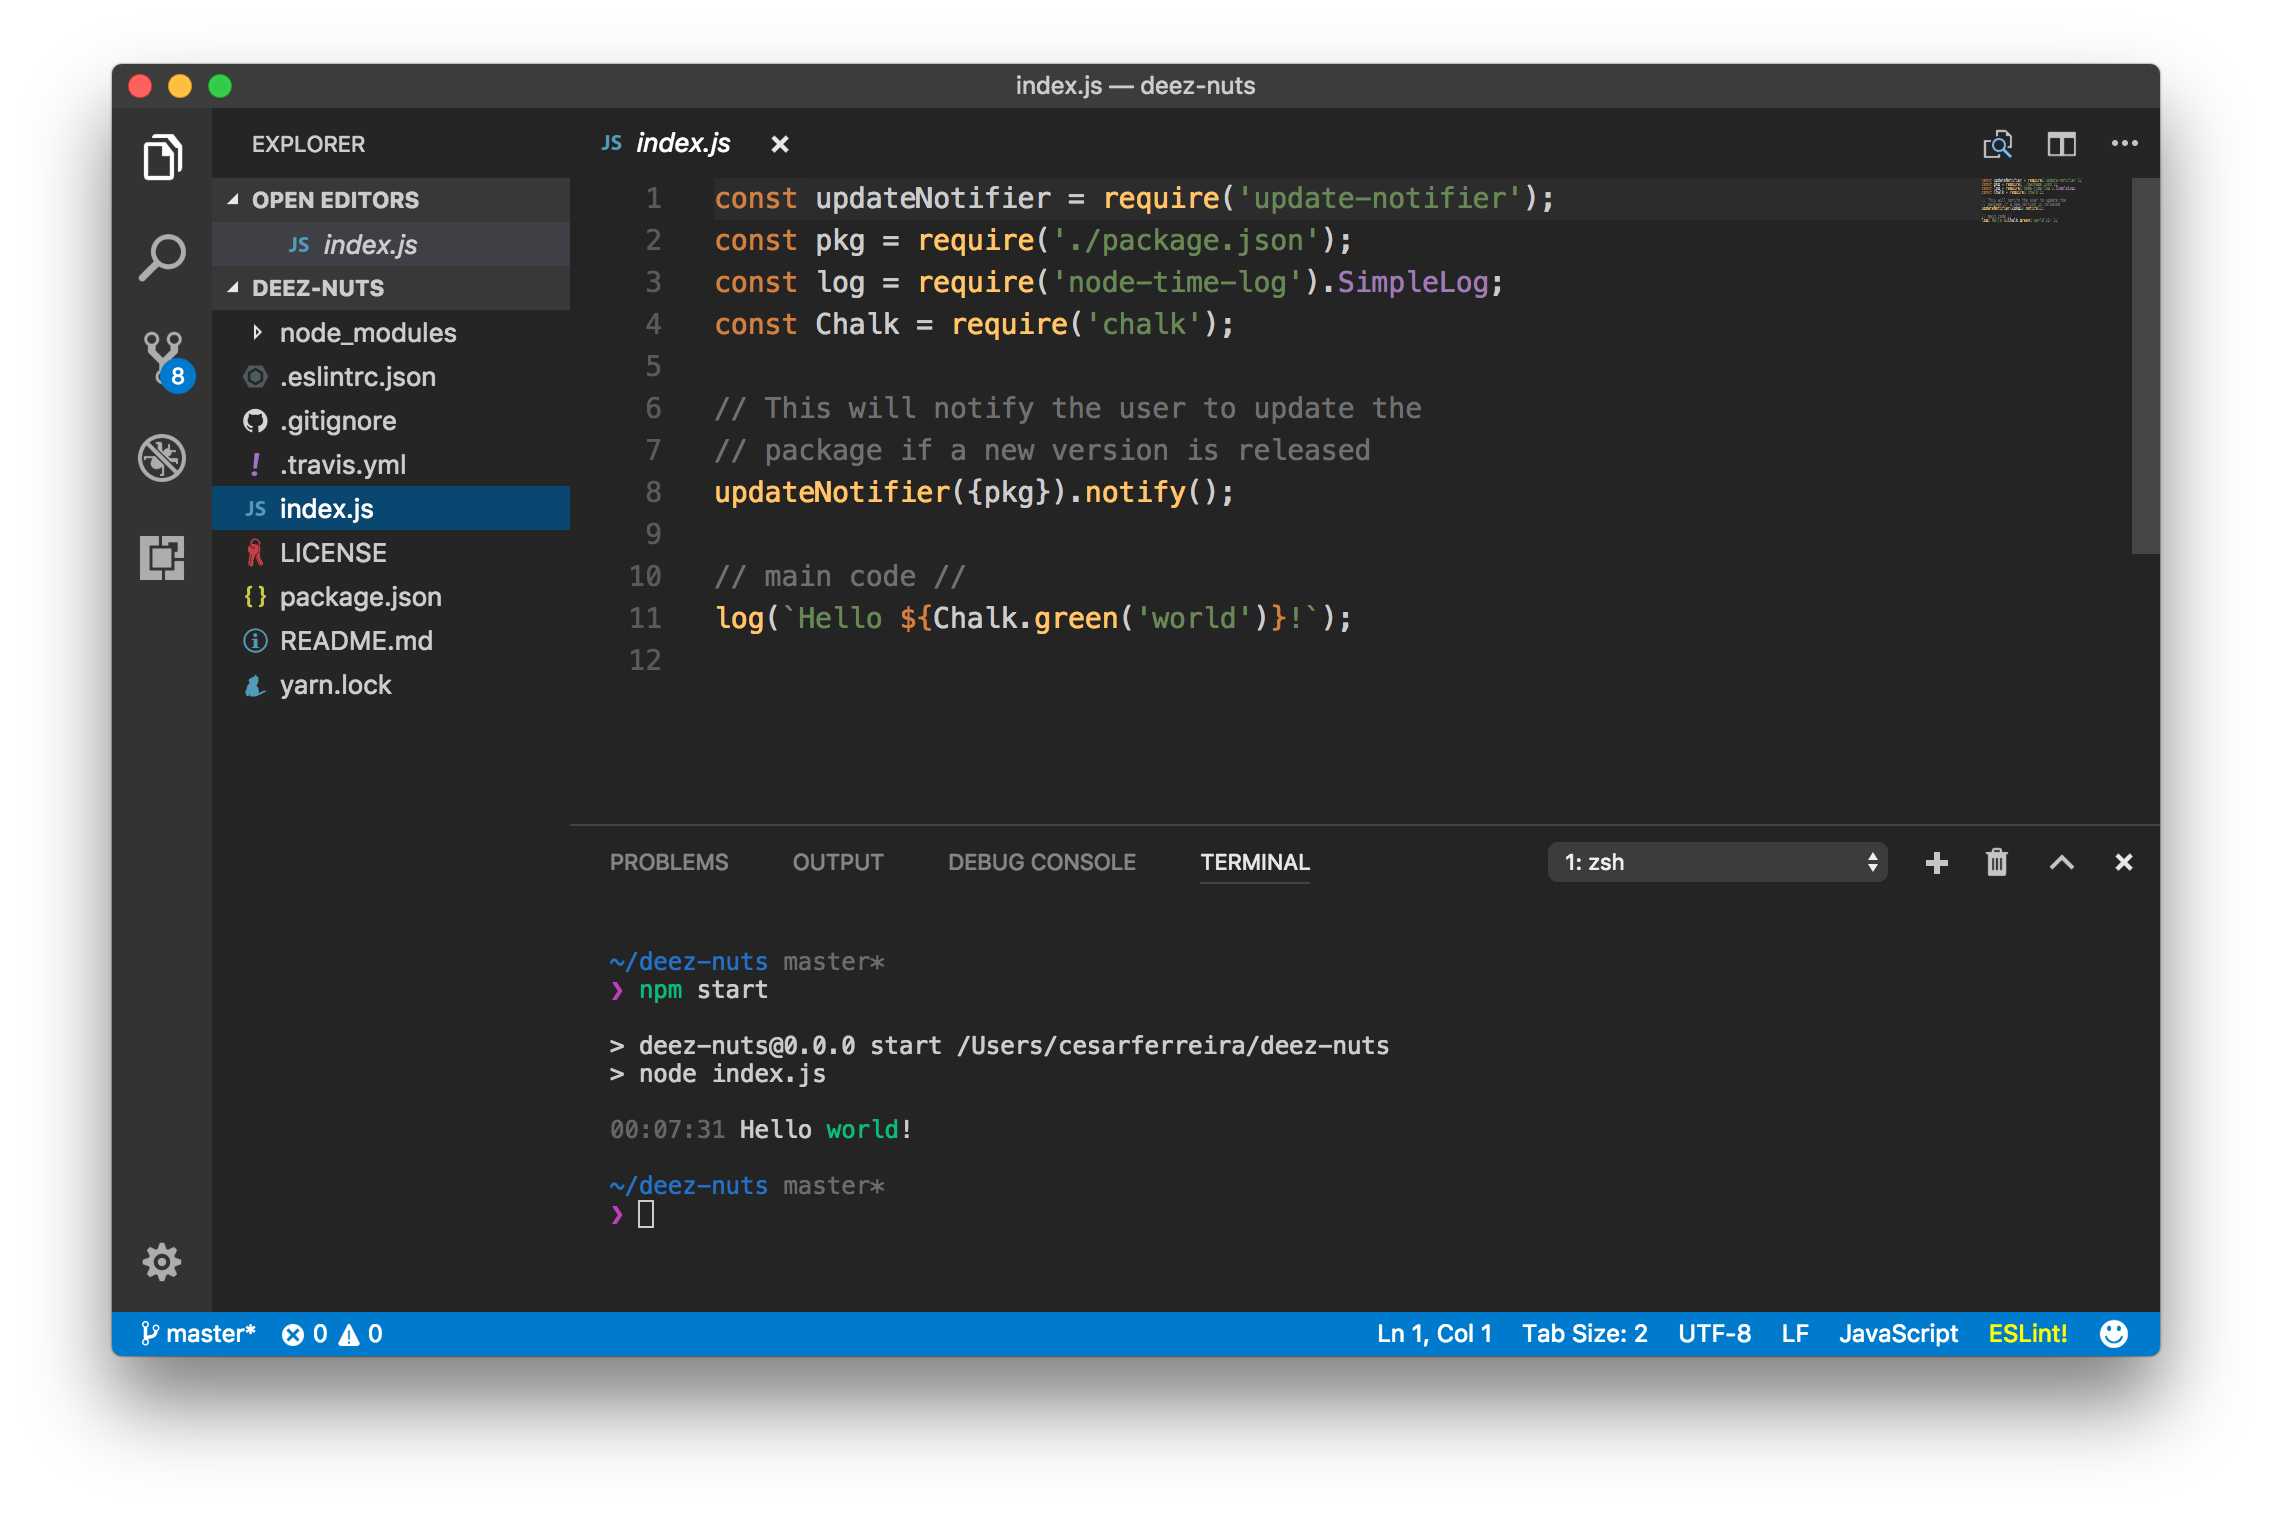 index.js — deez-nuts
EXPLORER
OPEN EDITORS
JS index.js
DEEZ-NUTS
node_modules
.eslintrc.json
.gitignore
! .travis.yml
JS index.js
LICENSE
{ } package.json
README.md
yarn.lock
8
JS index.js
1 const updateNotifier = require('update-notifier');
2 const pkg = require('./package.json');
3 const log = require('node-time-log').SimpleLog;
4 const Chalk = require('chalk');
5
6 // This will notify the user to update the
7 // package if a new version is released
8 updateNotifier({pkg}).notify();
9
10 // main code //
11 log(`Hello ${Chalk.green('world')}!`);
12
PROBLEMS OUTPUT DEBUG CONSOLE TERMINAL 1: zsh
~/deez-nuts master*
❯ npm start
> deez-nuts@0.0.0 start /Users/cesarferreira/deez-nuts
> node index.js
00:07:31 Hello world!
~/deez-nuts master*
❯
master* 0 0 Ln 1, Col 1 Tab Size: 2 UTF-8 LF JavaScript ESLint!